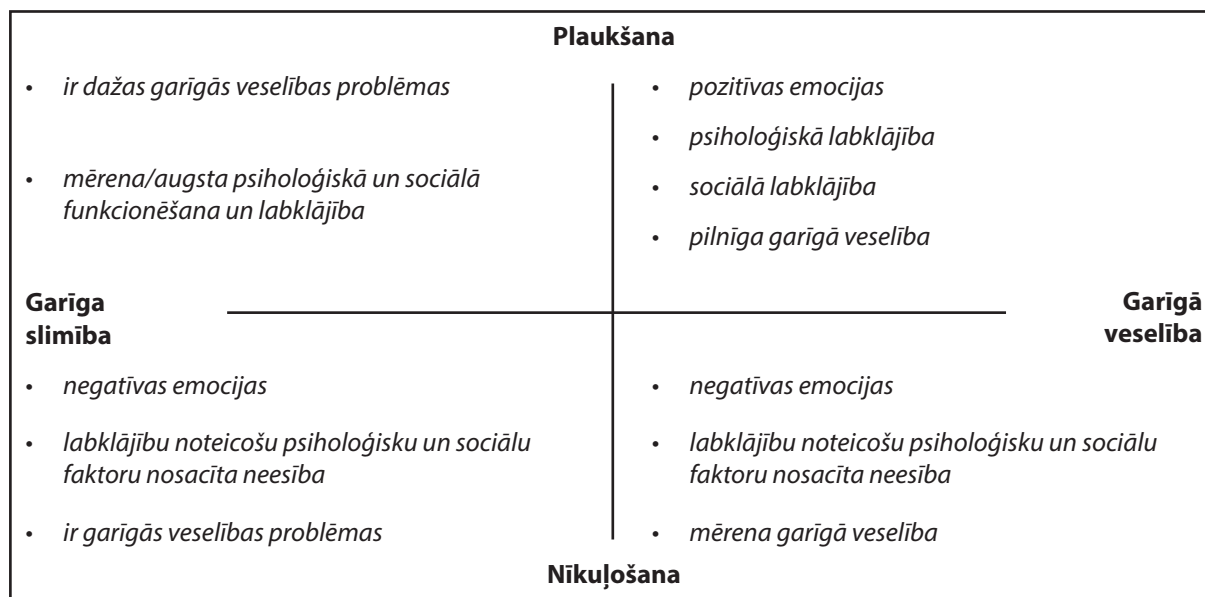 Plaukšana
• ir dažas garīgās veselības problēmas
• mērena/augsta psiholoģiskā un sociālā
funkcionēšana un labklājība
• pozitīvas emocijas
• psiholoģiskā labklājība
• sociālā labklājība
• pilnīga garīgā veselība
Garīga
slimība
Garīgā
veselība
• negatīvas emocijas
• labklājību noteicošu psiholoģisku un sociālu
faktoru nosacīta neesība
• ir garīgās veselības problēmas
• negatīvas emocijas
• labklājību noteicošu psiholoģisku un sociālu
faktoru nosacīta neesība
• mērena garīgā veselība
Nīkuļošana